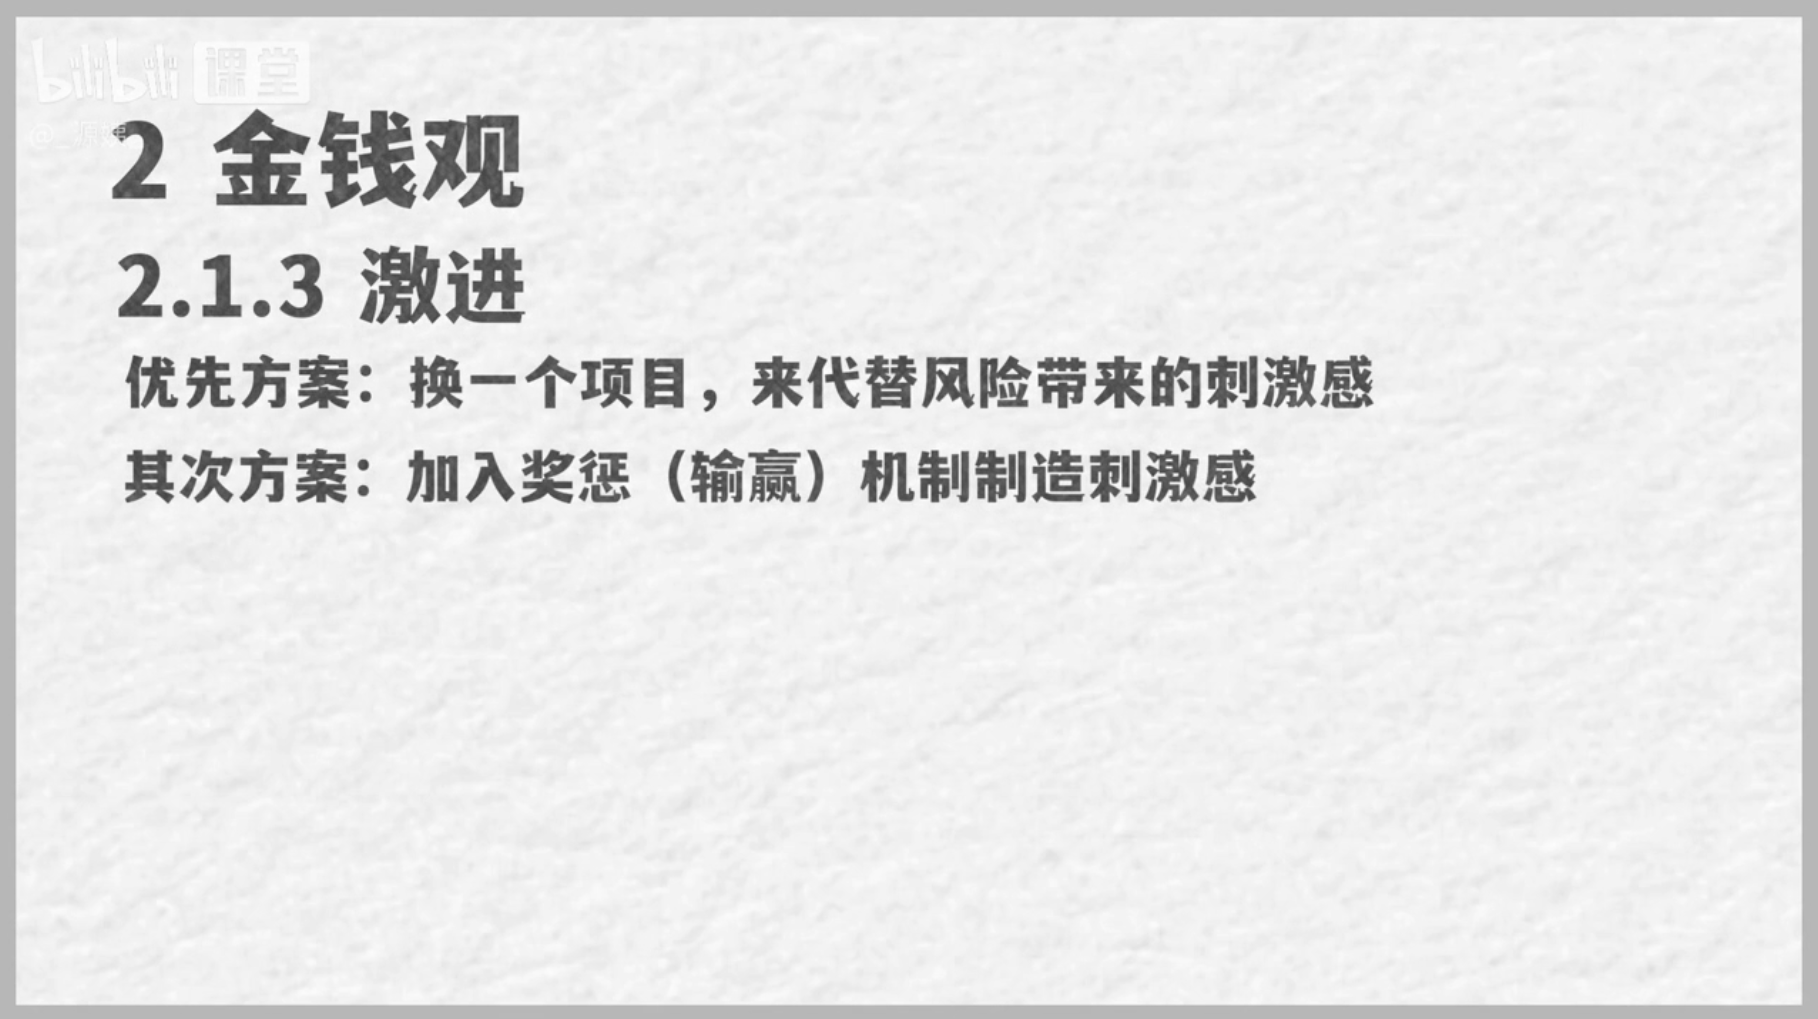 bilibili 课堂
2 金钱观
2.1.3 激进
优先方案：换一个项目，来代替风险带来的刺激感
其次方案：加入奖惩（输赢）机制制造刺激感